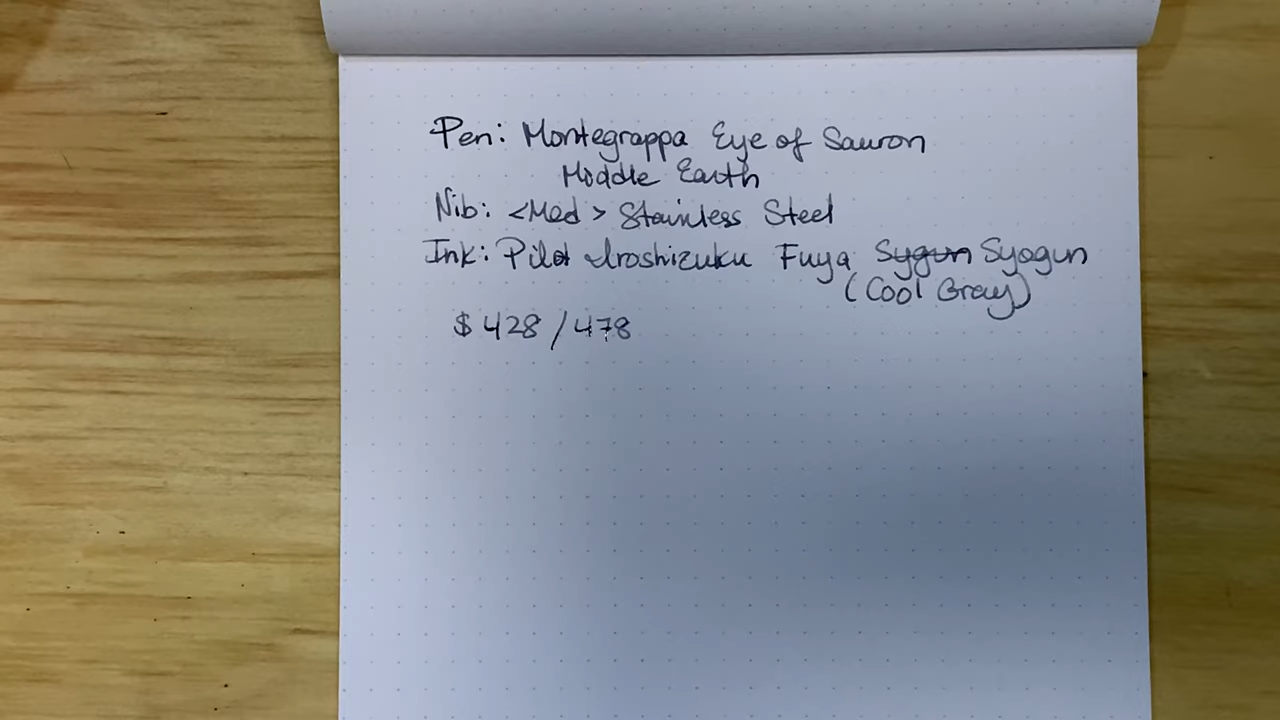 Pen: Montegrappa Eye of Sauron
Middle Earth
Nib: <Med> Stainless Steel
Ink: Pilot Iroshizuku Fuya Sygun Syogun
(Cool Gray)
$428/478